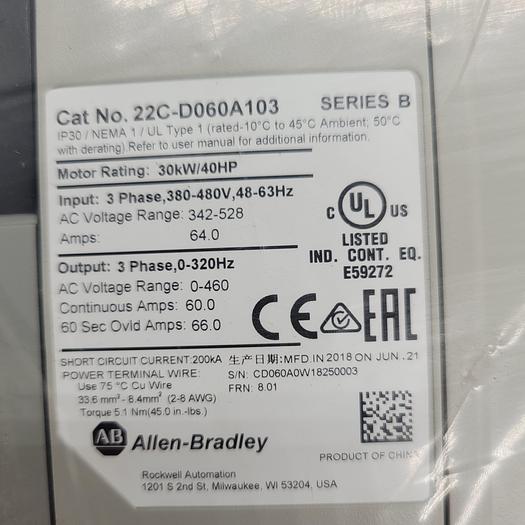 Cat No. 22C-D060A103 SERIES B
IP30 / NEMA 1 / UL Type 1 (rated-10°C to 45°C Ambient; 50°C
with derating).Refer to user manual for additional information.
Motor Rating: 30kW/40HP
Input: 3 Phase,380-480V,48-63Hz
AC Voltage Range: 342-528
Amps: 64.0
Output: 3 Phase,0-320Hz
AC Voltage Range: 0-460
Continuous Amps: 60.0
60 Sec Ovld Amps: 66.0
C UL US
LISTED
IND. CONT. EQ.
E59272
CE EAC
SHORT CIRCUIT CURRENT:200kA
POWER TERMINAL WIRE:
Use 75 °C Cu Wire
33.6 mm² - 8.4mm² (2-8 AWG)
Torque 5.1 Nm(45.0 in.-lbs.)
生产日期:MFD.IN 2018 ON JUN .21
S/N: CD060A0W18250003
FRN: 8.01
AB Allen-Bradley
PRODUCT OF CHINA
Rockwell Automation
1201 S 2nd St, Milwaukee, WI 53204, USA